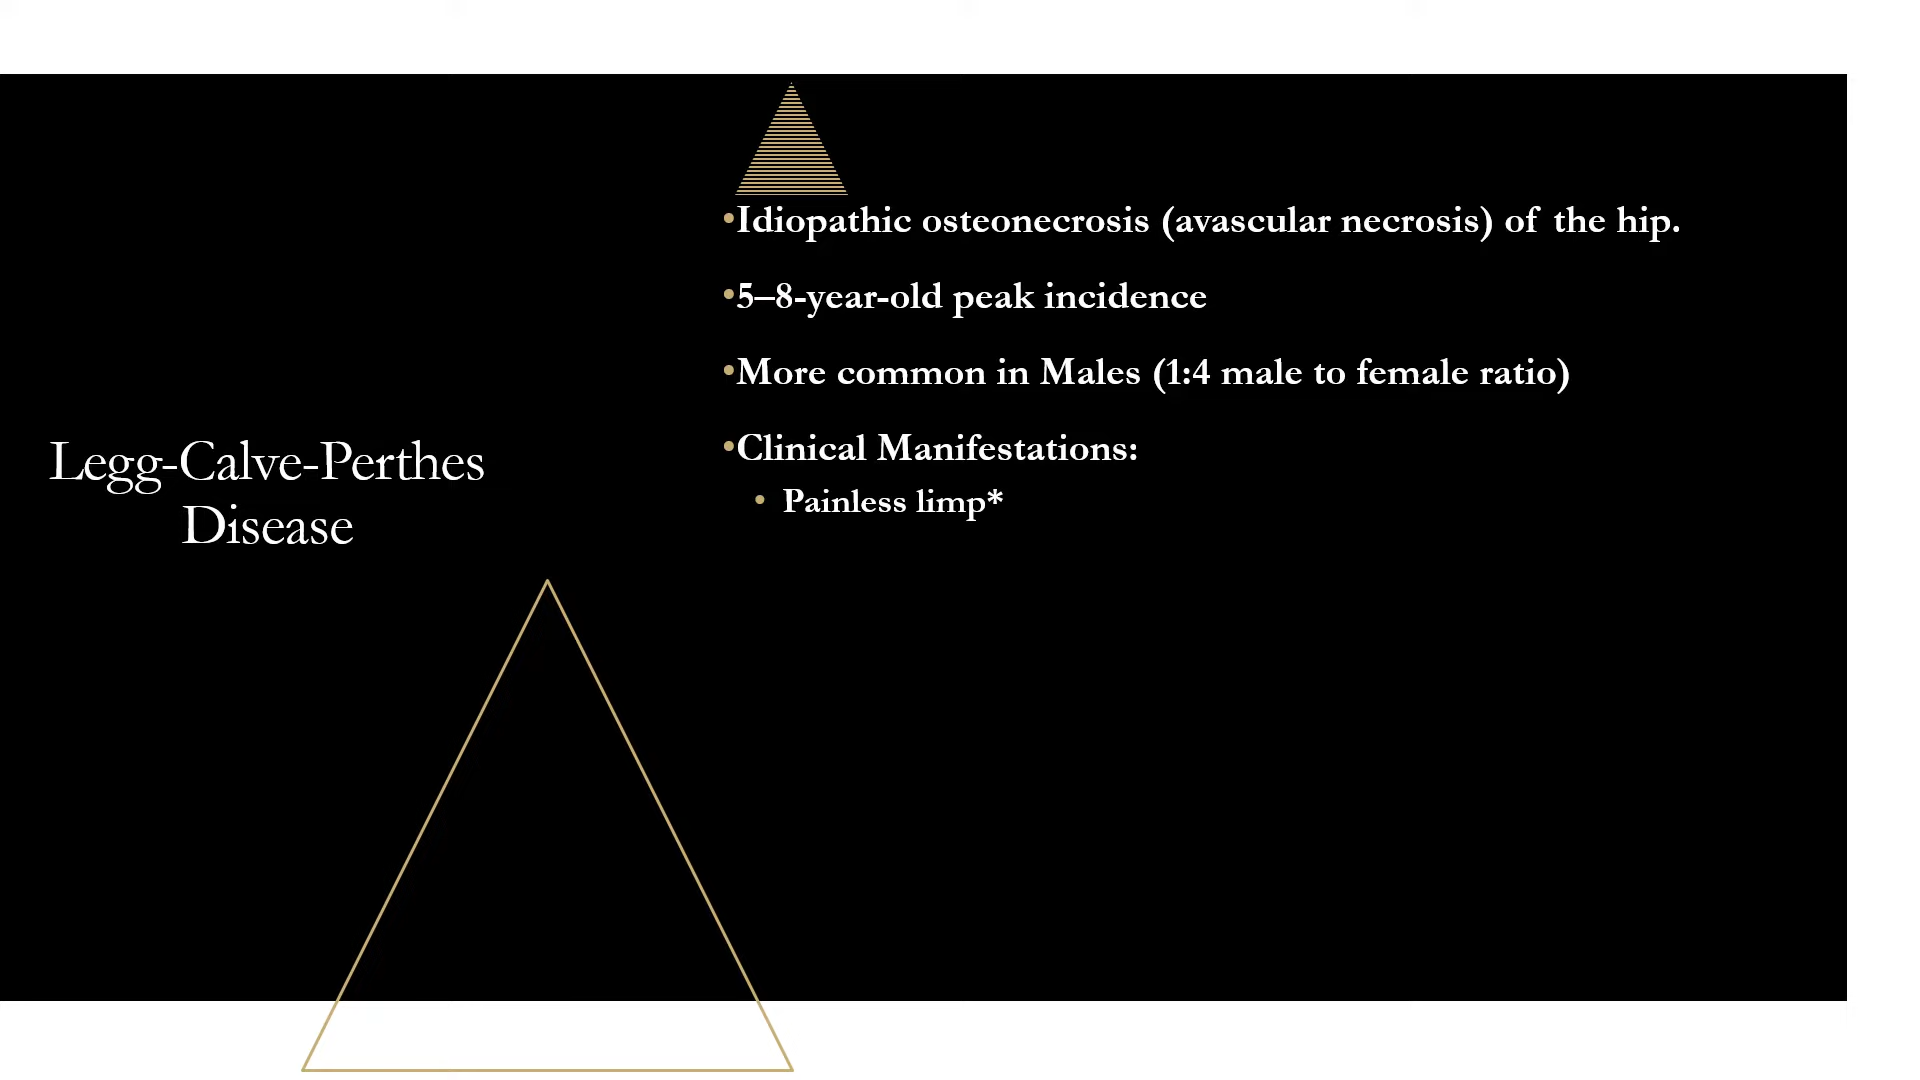 Legg-Calve-Perthes
Disease
•Idiopathic osteonecrosis (avascular necrosis) of the hip.
•5–8-year-old peak incidence
•More common in Males (1:4 male to female ratio)
•Clinical Manifestations:
• Painless limp*